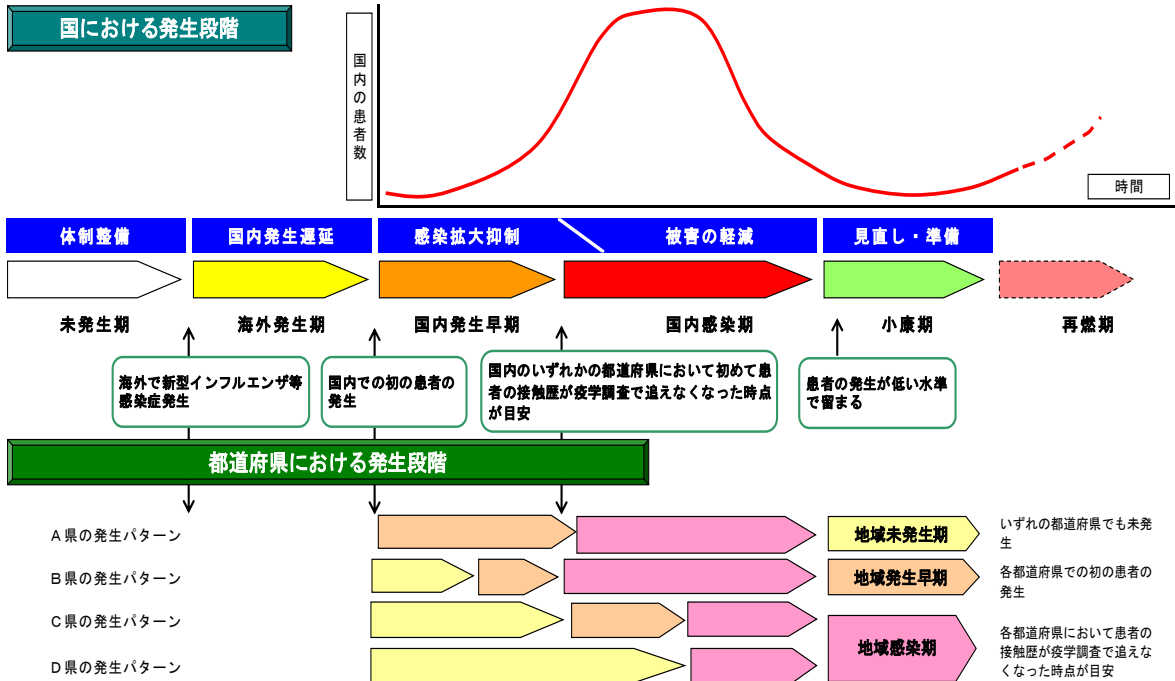 国における発生段階
国内の患者数
時間
体制整備
国内発生遅延
感染拡大抑制
被害の軽減
見直し・準備
未発生期
海外発生期
国内発生早期
国内感染期
小康期
再燃期
海外で新型インフルエンザ等
感染症発生
国内での初の患者の
発生
国内のいずれかの都道府県において初めて患
者の接触歴が疫学調査で追えなくなった時点
が目安
患者の発生が低い水準
で留まる
都道府県における発生段階
A県の発生パターン
地域未発生期
いずれの都道府県でも未発
生
B県の発生パターン
地域発生早期
各都道府県での初の患者の
発生
C県の発生パターン
D県の発生パターン
地域感染期
各都道府県において患者の
接触歴が疫学調査で追えな
くなった時点が目安